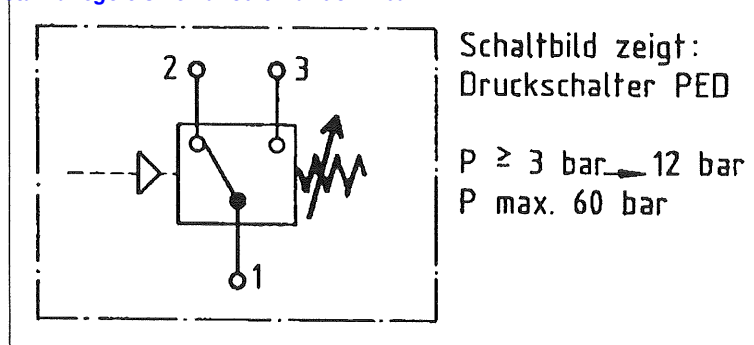 2 3
1
Schaltbild zeigt:
Druckschalter PED
P ≥ 3 bar → 12 bar
P max. 60 bar